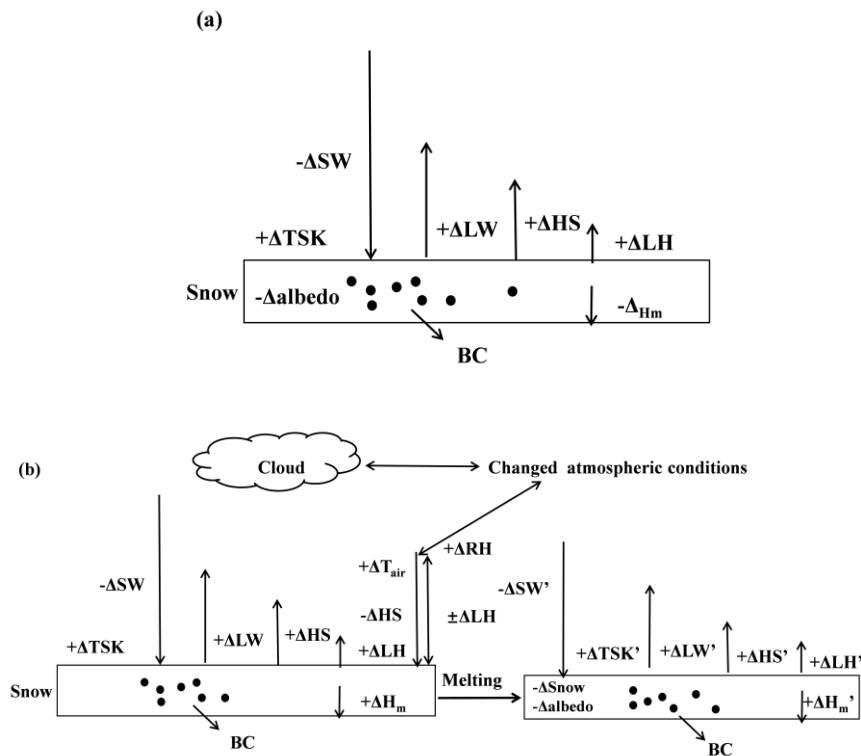 (a)
-ΔSW
+ΔTSK
+ΔLW
+ΔHS
+ΔLH
Snow
-Δalbedo
-ΔHm
BC
(b)
Cloud
Changed atmospheric conditions
-ΔSW
+ΔTSK
+ΔLW
+ΔHS
+ΔLH
+ΔTair
-ΔHS
+ΔRH
±ΔLH
Snow
+ΔHm
BC
Melting
-ΔSW’
+ΔTSK’
+ΔLW’
+ΔHS’
+ΔLH’
-ΔSnow
-Δalbedo
+ΔHm’
BC